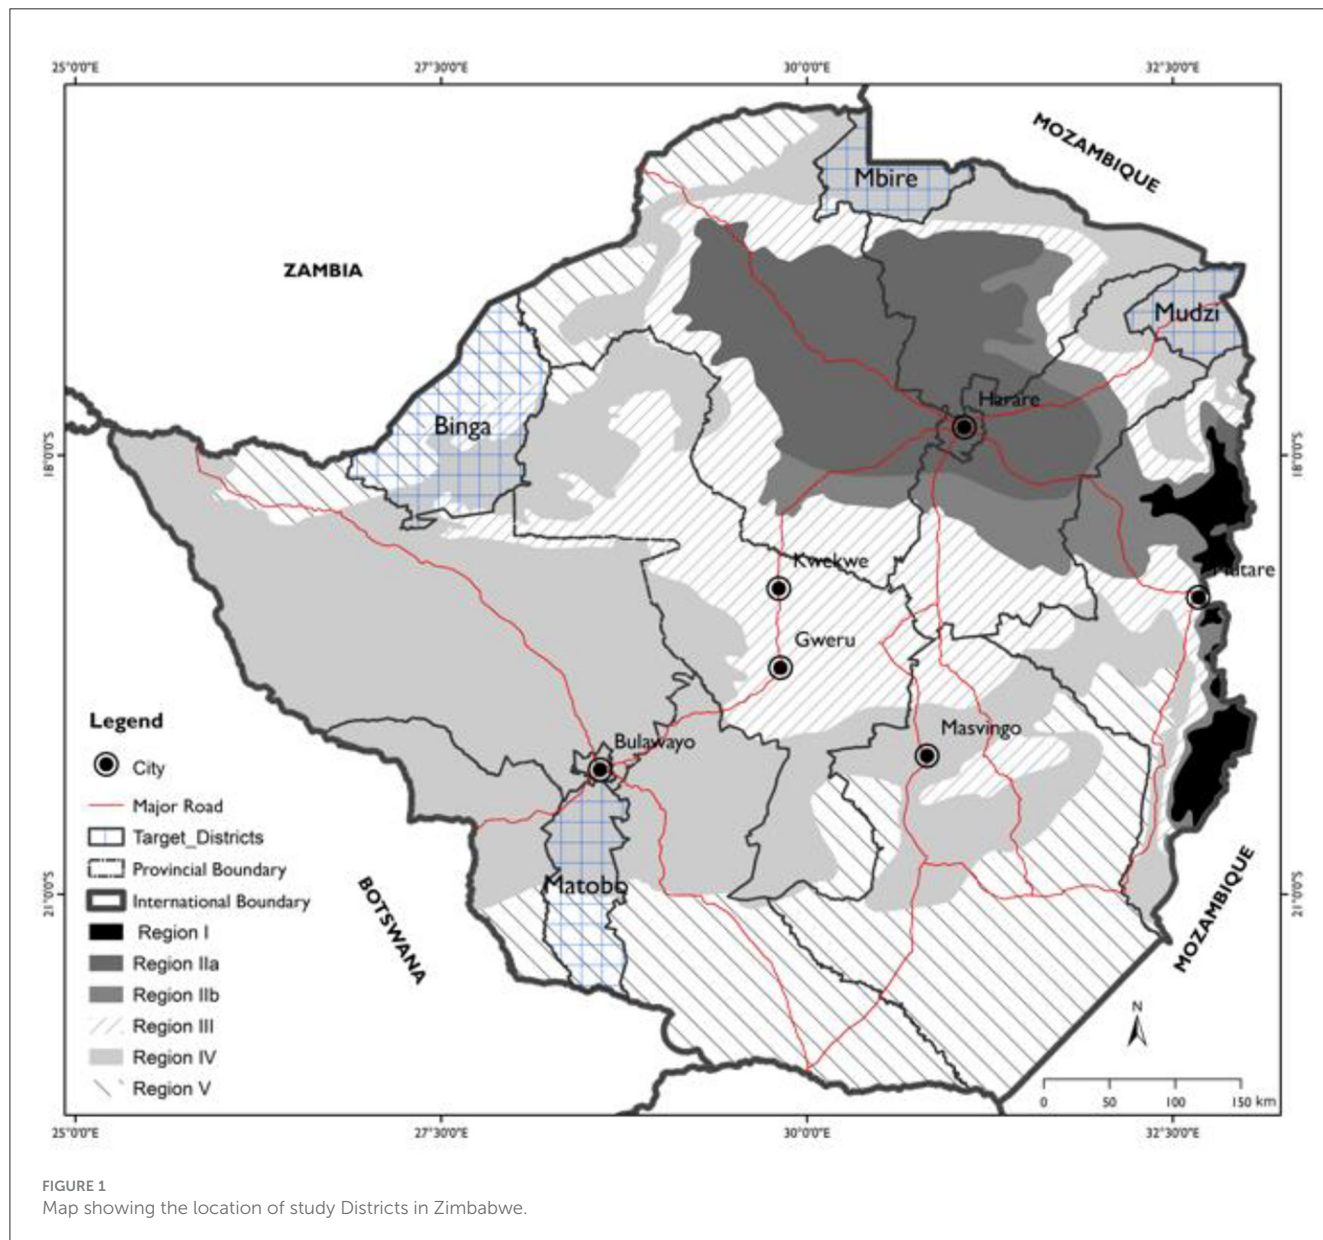 25°0'0"E 27°30'0"E 30°0'0"E 32°30'0"E
MOZAMBIQUE
Mbire
ZAMBIA
Mudzi
Harare
Binga
18°0'0"S 18°0'0"S
Kwekwe
Mutare
Gweru
Legend
City
Major Road
Target_Districts
Provincial Boundary
International Boundary
Region I
Region IIa
Region IIb
Region III
Region IV
Region V
Masvingo
Bulawayo
Matobo
21°0'0"S 21°0'0"S
BOTSWANA
MOZAMBIQUE
N
0 50 100 150 km
25°0'0"E 27°30'0"E 30°0'0"E 32°30'0"E
FIGURE 1
Map showing the location of study Districts in Zimbabwe.